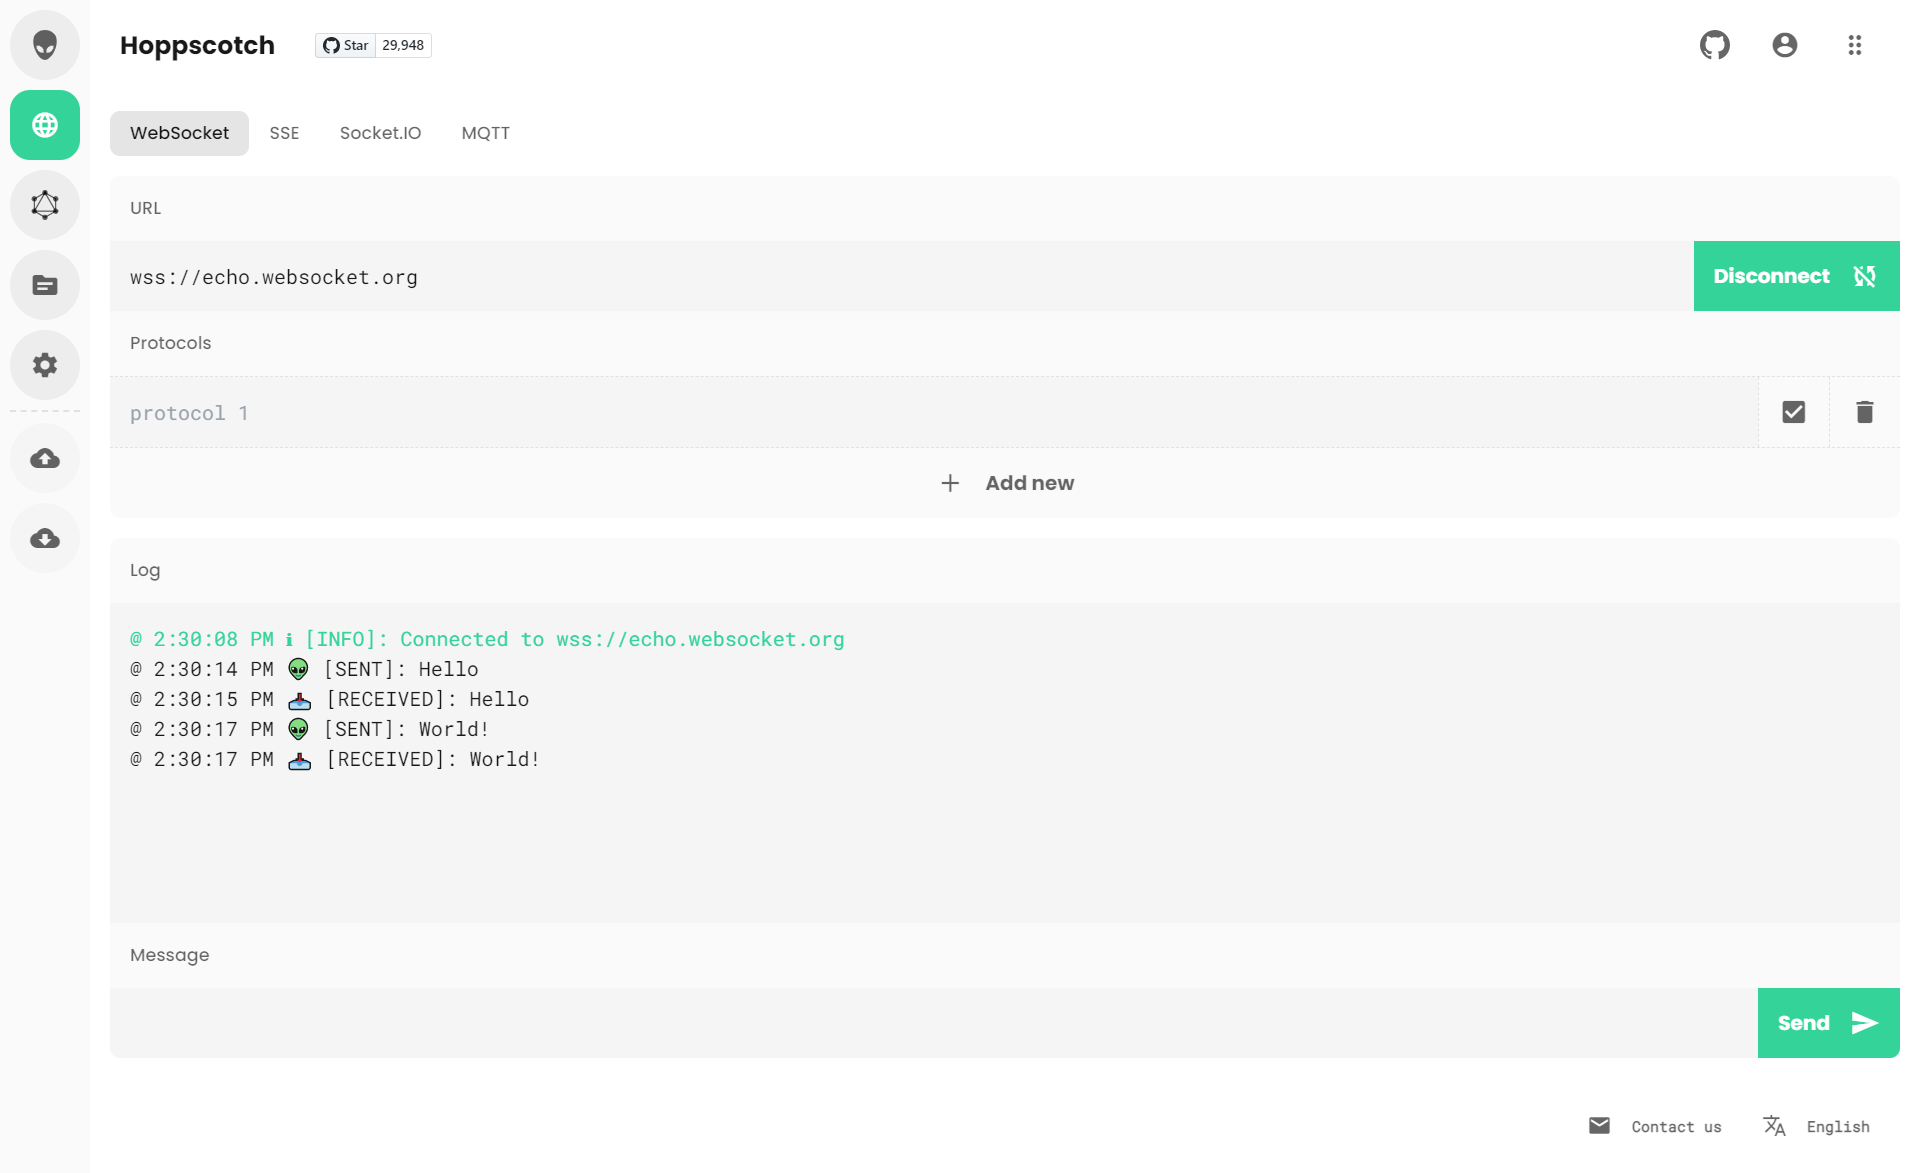 Hoppscotch
Star 29,948
WebSocket SSE Socket.IO MQTT
URL
wss://echo.websocket.org
Disconnect
Protocols
protocol 1
Add new
Log
@ 2:30:08 PM ℹ [INFO]: Connected to wss://echo.websocket.org
@ 2:30:14 PM 👽 [SENT]: Hello
@ 2:30:15 PM 📥 [RECEIVED]: Hello
@ 2:30:17 PM 👽 [SENT]: World!
@ 2:30:17 PM 📥 [RECEIVED]: World!
Message
Send
Contact us English